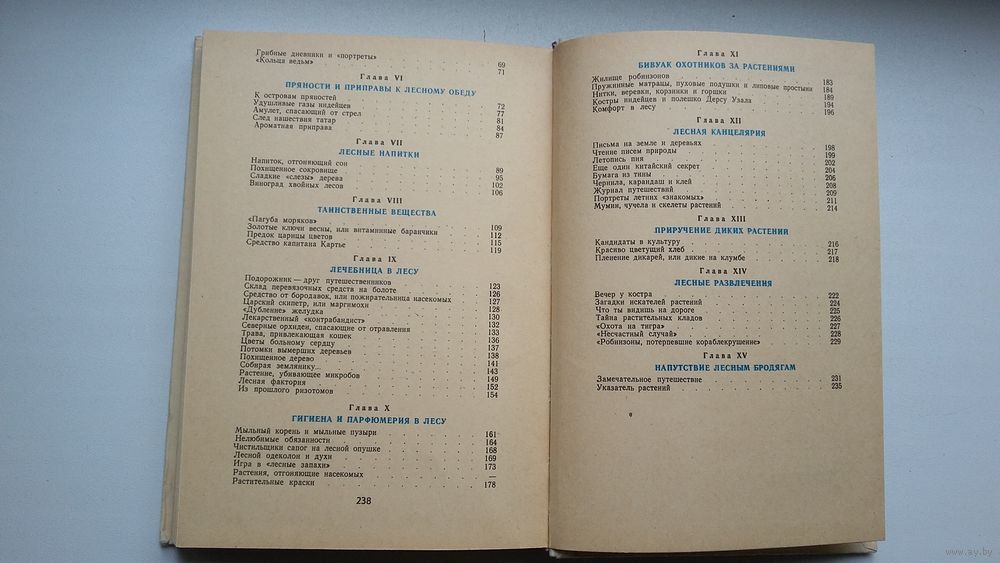 Грибные дневники и «портреты» 69
«Кольца ведьм» 71
Глава VI
ПРЯНОСТИ И ПРИПРАВЫ К ЛЕСНОМУ ОБЕДУ
К островам пряностей 72
Удушливые газы индейцев 77
Амулет, спасающий от стрел 81
След нашествия татар 84
Ароматная приправа 87
Глава VII
ЛЕСНЫЕ НАПИТКИ
Напиток, отгоняющий сон 89
Похищенное сокровище 95
Сладкие «слезы» дерева 102
Виноград хвойных лесов 106
Глава VIII
ТАИНСТВЕННЫЕ ВЕЩЕСТВА
«Пагуба моряков» 109
Золотые ключи весны, или витаминные баранчики 112
Предок царицы цветов 115
Средство капитана Картье 119
Глава IX
ЛЕЧЕБНИЦА В ЛЕСУ
Подорожник — друг путешественников 123
Склад перевязочных средств на болоте 126
Средство от бородавок, или пожирательница насекомых 127
Царский скипетр, или маргимохи 128
«Дубление» желудка 130
Лекарственный «контрабандист» 132
Северные орхидеи, спасающие от отравления 133
Трава, привлекающая кошек 136
Цветы больному сердцу 137
Потомки вымерших деревьев 138
Похищенное дерево 141
Собирая землянику... 143
Растение, убивающее микробов 149
Лесная фактория 152
Из прошлого ризотомов 154
Глава X
ГИГИЕНА И ПАРФЮМЕРИЯ В ЛЕСУ
Мыльный корень и мыльные пузыри 161
Нелюбимые обязанности 164
Чистильщики сапог на лесной опушке 168
Лесной одеколон и духи 169
Игра в «лесные запахи» 173
Растения, отгоняющие насекомых —
Растительные краски 178
238
Глава XI
БИВУАК ОХОТНИКОВ ЗА РАСТЕНИЯМИ
Жилище робинзонов 183
Пружинные матрацы, пуховые подушки и липовые простыни 184
Нитки, веревки, корзинки и горшки 189
Костры индейцев и полешко Дерсу Узала 194
Комфорт в лесу 196
Глава XII
ЛЕСНАЯ КАНЦЕЛЯРИЯ
Письма на земле и деревьях 198
Чтение писем природы 199
Летопись пня 202
Еще один китайский секрет 204
Бумага из тины 206
Чернила, карандаш и клей 208
Журнал путешествий 209
Портреты летних «знакомых» 211
Мумии, чучела и скелеты растений 214
Глава XIII
ПРИРУЧЕНИЕ ДИКИХ РАСТЕНИЙ
Кандидаты в культуру 216
Красиво цветущий хлеб 217
Пленение дикарей, или дикие на клумбе 218
Глава XIV
ЛЕСНЫЕ РАЗВЛЕЧЕНИЯ
Вечер у костра 222
Загадки искателей растений 224
Что ты видишь на дороге 225
Тайна растительных кладов 226
«Охота на тигра» 227
«Несчастный случай» 228
«Робинзоны, потерпевшие кораблекрушение» 229
Глава XV
НАПУТСТВИЕ ЛЕСНЫМ БРОДЯГАМ
Замечательное путешествие 231
Указатель растений 235
www.ay.by